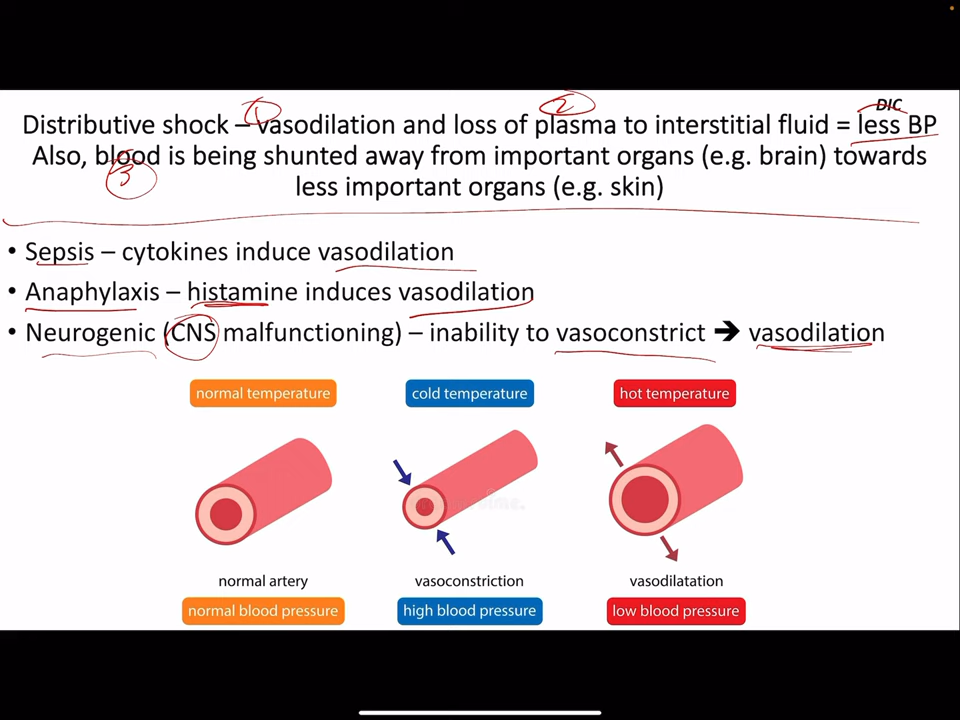 DIC
Distributive shock – vasodilation and loss of plasma to interstitial fluid = less BP
Also, blood is being shunted away from important organs (e.g. brain) towards
less important organs (e.g. skin)
1
2
3
• Sepsis – cytokines induce vasodilation
• Anaphylaxis – histamine induces vasodilation
• Neurogenic (CNS malfunctioning) – inability to vasoconstrict → vasodilation
normal temperature
cold temperature
hot temperature
normal artery
vasoconstriction
vasodilatation
normal blood pressure
high blood pressure
low blood pressure